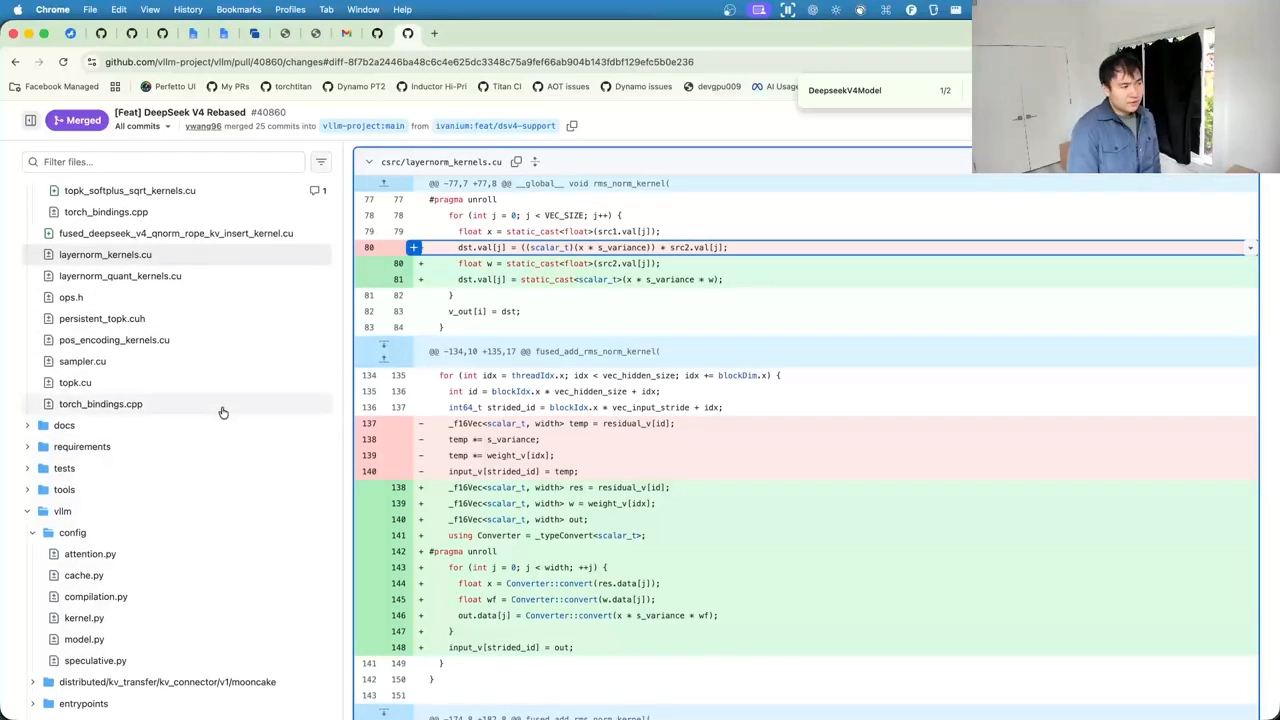 Chrome File Edit View History Bookmarks Profiles Tab Window Help
github.com/vllm-project/vllm/pull/40860/changes#diff-8f7b2a2446ba48c6c4e625dc3348c75a9fef66ab904b143fdbf129efc5b0e236
Facebook Managed Perfetto UI My PRs torchtitan Dynamo PT2 Inductor Hi-Pri Titan CI AOT issues Dynamo issues devgpu009 AI Usag
DeepseekV4Model 1/2
Merged
[Feat] DeepSeek V4 Rebased #40860
All commits ywang96 merged 25 commits into vllm-project:main from ivanium:feat/dsv4-support
Filter files...
topk_softplus_sqrt_kernels.cu 1
torch_bindings.cpp
fused_deepseek_v4_qnorm_rope_kv_insert_kernel.cu
layernorm_kernels.cu
layernorm_quant_kernels.cu
ops.h
persistent_topk.cuh
pos_encoding_kernels.cu
sampler.cu
topk.cu
torch_bindings.cpp
docs
requirements
tests
tools
vllm
config
attention.py
cache.py
compilation.py
kernel.py
model.py
speculative.py
distributed/kv_transfer/kv_connector/v1/mooncake
entrypoints
csrc/layernorm_kernels.cu
@@ -77,7 +77,8 @@ __global__ void rms_norm_kernel(
77 77 #pragma unroll
78 78 for (int j = 0; j < VEC_SIZE; j++) {
79 79 float x = static_cast<float>(src1.val[j]);
80 - dst.val[j] = ((scalar_t)(x * s_variance)) * src2.val[j];
80 + float w = static_cast<float>(src2.val[j]);
81 + dst.val[j] = static_cast<scalar_t>(x * s_variance * w);
81 82 }
82 83 v_out[i] = dst;
83 84 }
@@ -134,10 +135,17 @@ fused_add_rms_norm_kernel(
134 135 for (int idx = threadIdx.x; idx < vec_hidden_size; idx += blockDim.x) {
135 136 int id = blockIdx.x * vec_hidden_size + idx;
136 137 int64_t strided_id = blockIdx.x * vec_input_stride + idx;
137 - _f16Vec<scalar_t, width> temp = residual_v[id];
138 - temp *= s_variance;
139 - temp *= weight_v[idx];
140 - input_v[strided_id] = temp;
138 + _f16Vec<scalar_t, width> res = residual_v[id];
139 + _f16Vec<scalar_t, width> w = weight_v[idx];
140 + _f16Vec<scalar_t, width> out;
141 + using Converter = _typeConvert<scalar_t>;
142 + #pragma unroll
143 + for (int j = 0; j < width; ++j) {
144 + float x = Converter::convert(res.data[j]);
145 + float wf = Converter::convert(w.data[j]);
146 + out.data[j] = Converter::convert(x * s_variance * wf);
147 + }
148 + input_v[strided_id] = out;
141 149 }
142 150 }
143 151
@@ -174,8 +182,8 @@ fused_add_rms_norm_kernel(